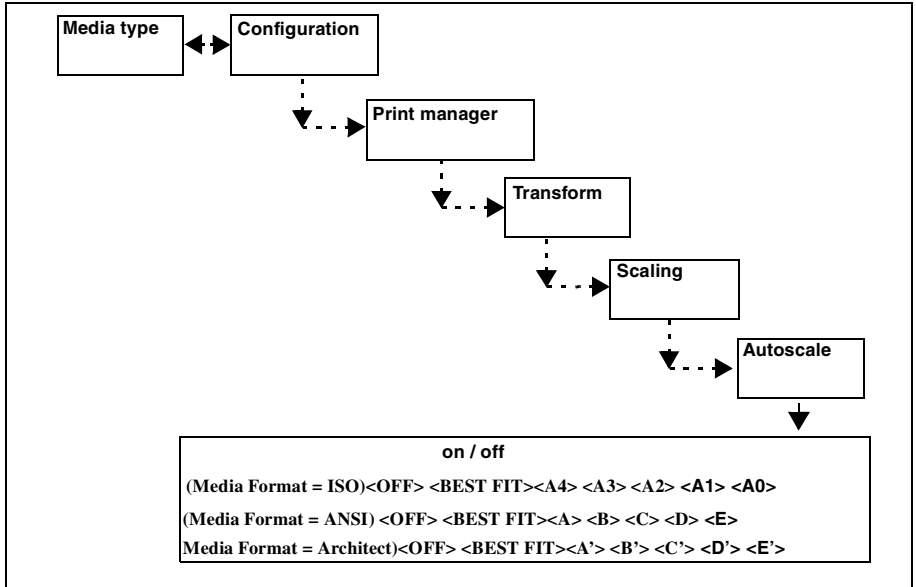 Media type
Configuration
Print manager
Transform
Scaling
Autoscale
on / off
(Media Format = ISO)<OFF> <BEST FIT><A4> <A3> <A2> <A1> <A0>
(Media Format = ANSI) <OFF> <BEST FIT><A> <B> <C> <D> <E>
Media Format = Architect)<OFF> <BEST FIT><A’> <B’> <C’> <D’> <E’>